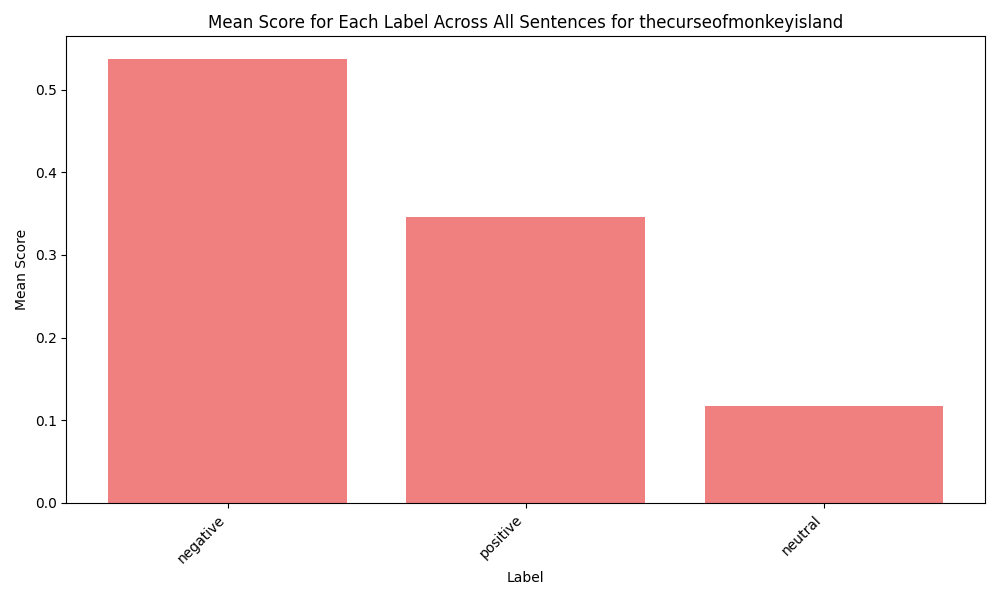 Mean Score for Each Label Across All Sentences for thecurseofmonkeyisland
Mean Score
0.5
0.4
0.3
0.2
0.1
0.0
negative
positive
neutral
Label